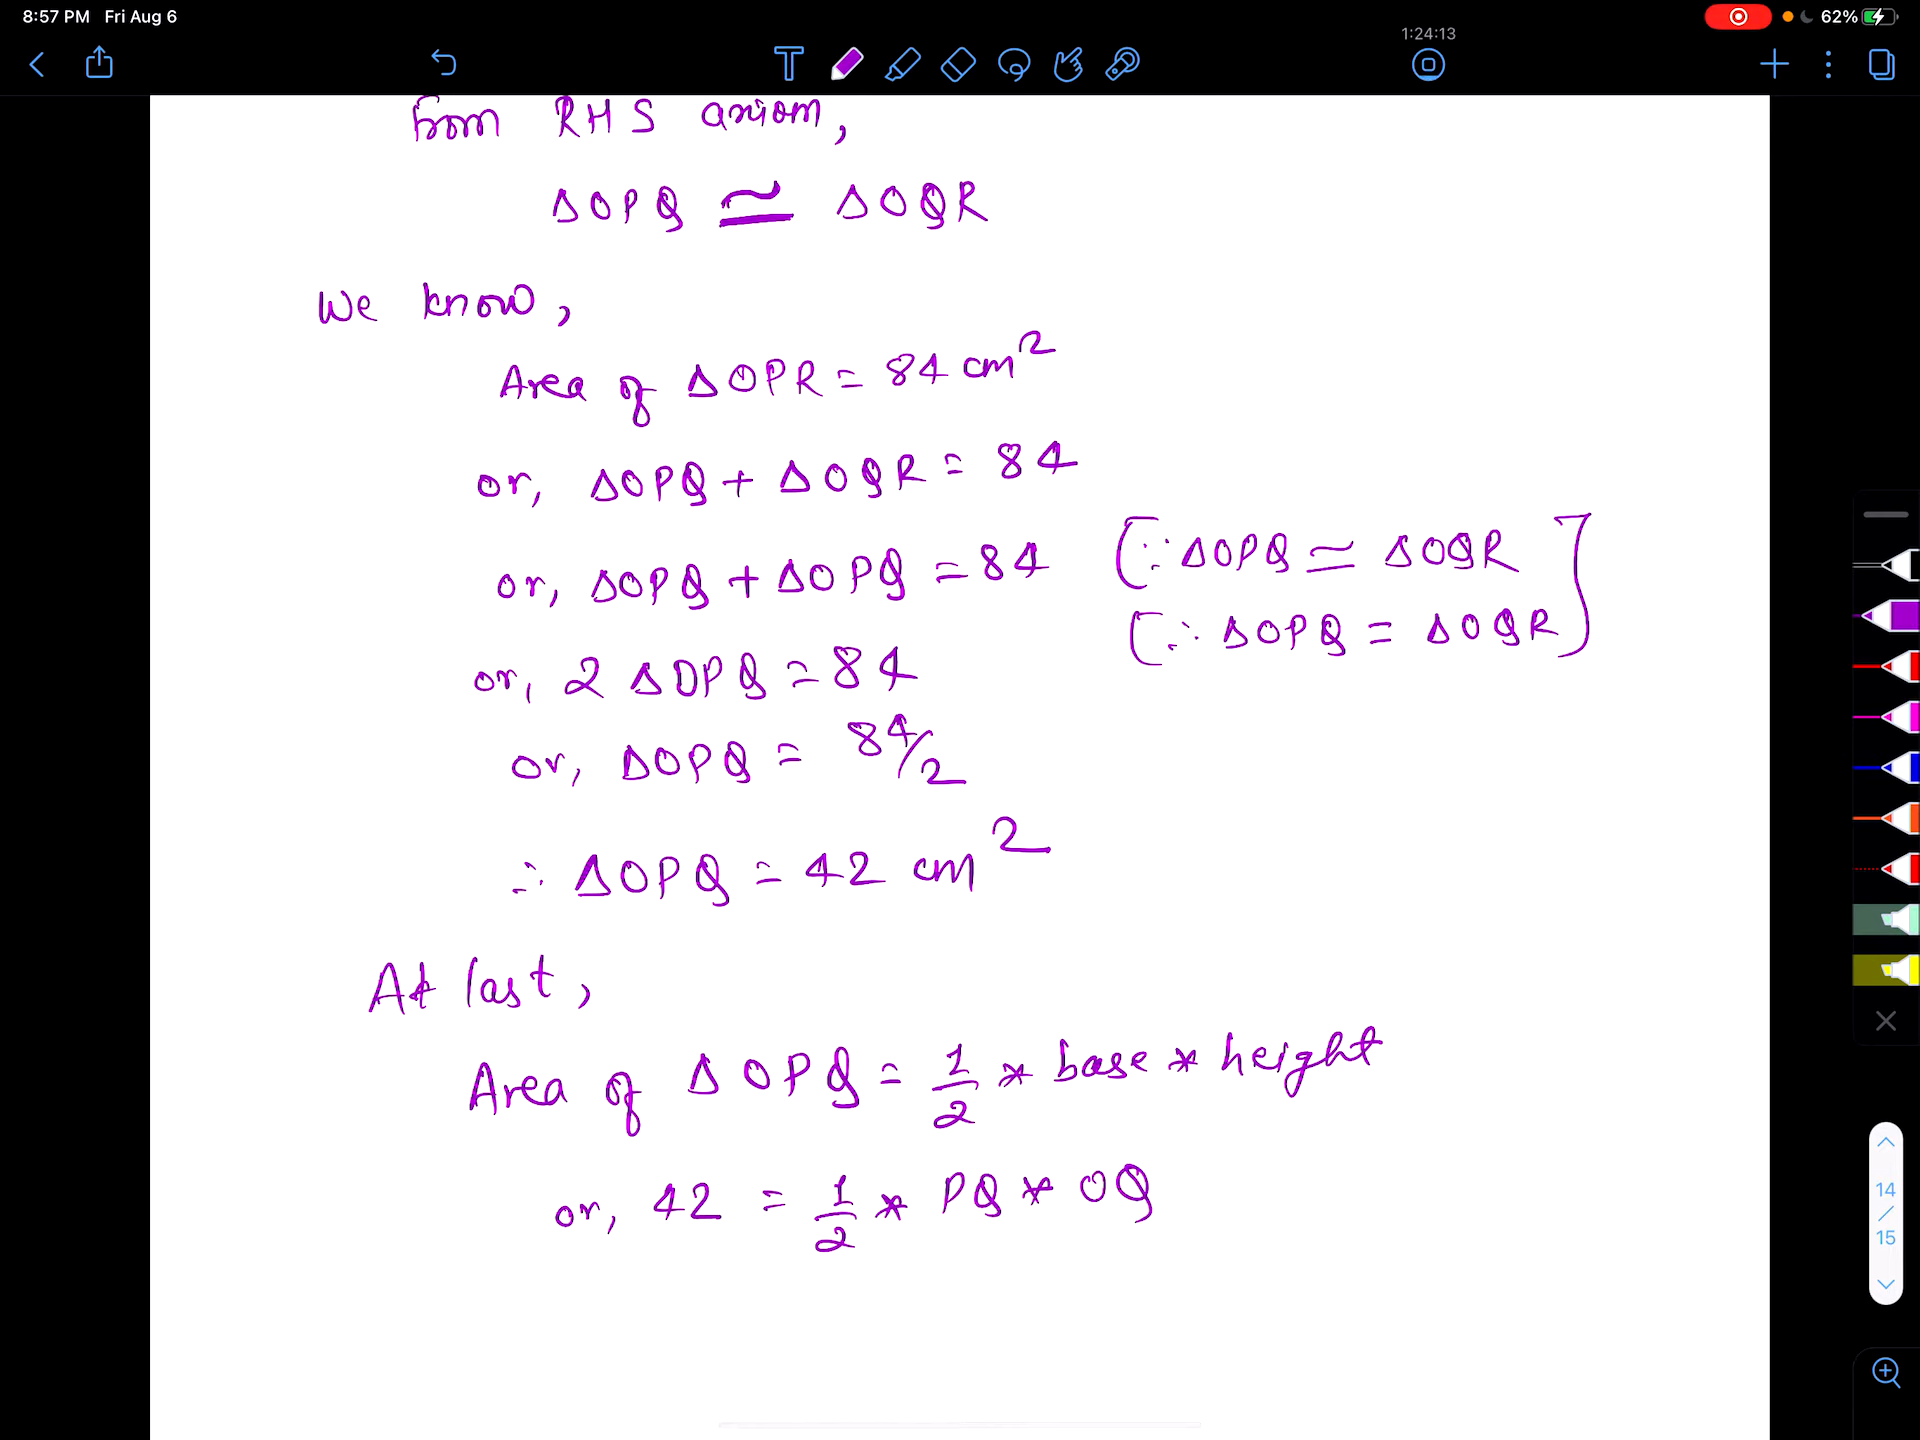 8:57 PM Fri Aug 6
62%
1:24:13
T
from RHS axiom,
ΔOPQ ≅ ΔOQR
We know,
Area of ΔOPR = 84 cm²
or, ΔOPQ + ΔOQR = 84
or, ΔOPQ + ΔOPQ = 84 [∵ ΔOPQ ≅ ΔOQR
[∴ ΔOPQ = ΔOQR]
or, 2 ΔOPQ = 84
or, ΔOPQ = 84/2
∴ ΔOPQ = 42 cm²
At last,
Area of ΔOPQ = 1/2 * base * height
or, 42 = 1/2 * PQ * OQ
14
/
15